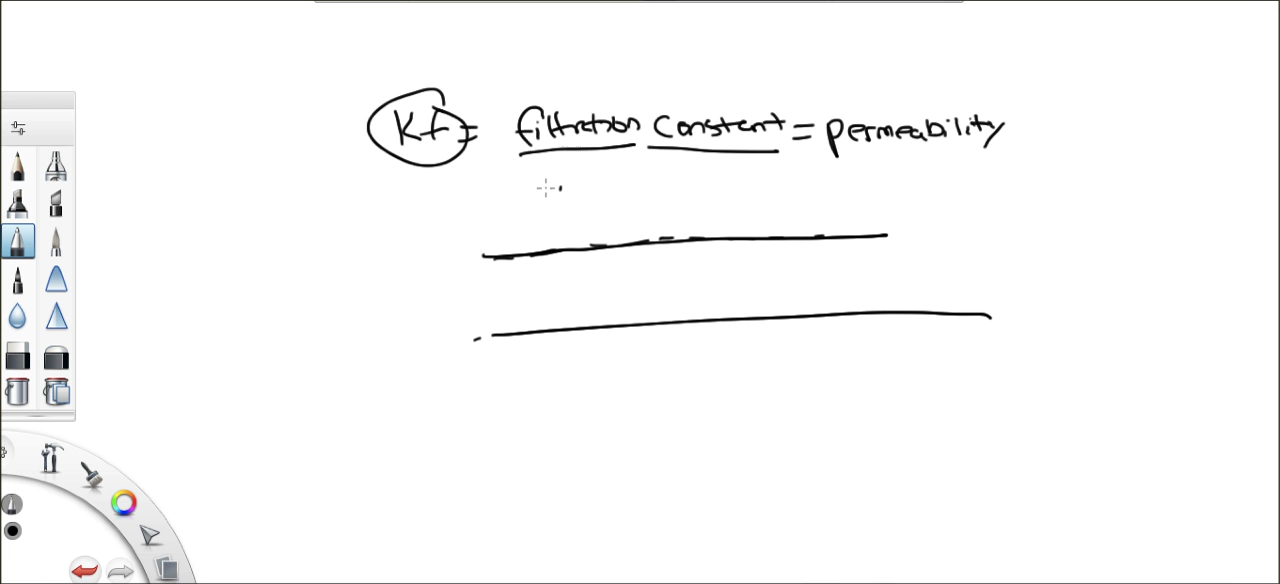 Kf = filtration constant = permeability